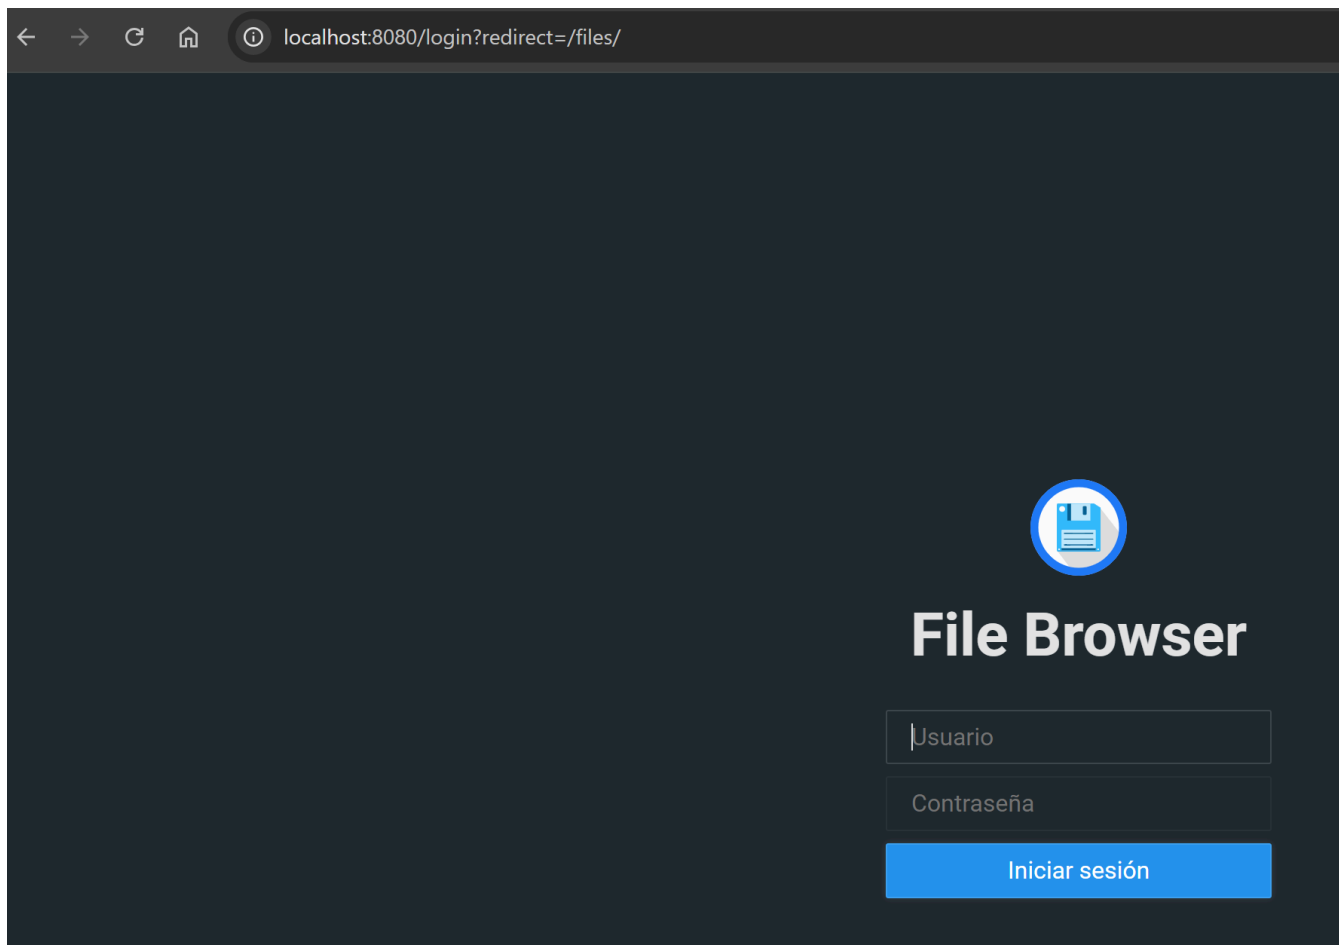 localhost:8080/login?redirect=/files/
File Browser
Usuario
Contraseña
Iniciar sesión